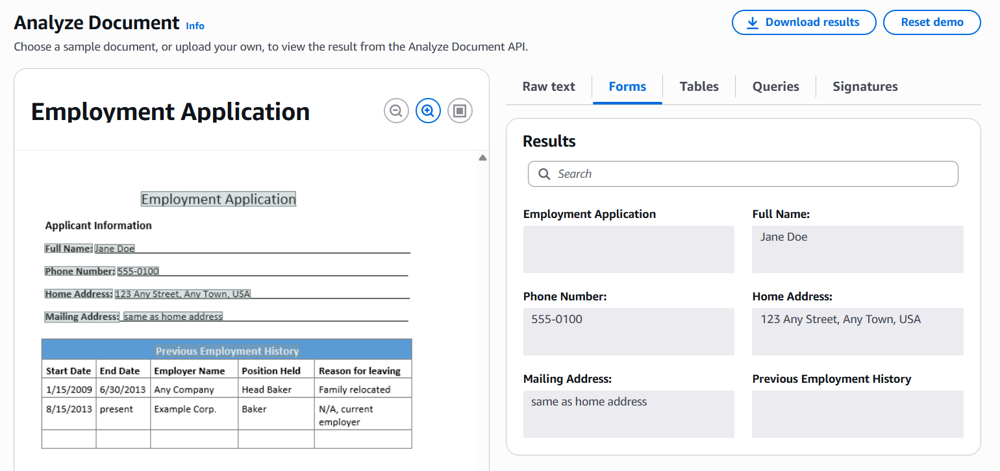 Analyze Document Info
Download results
Reset demo
Choose a sample document, or upload your own, to view the result from the Analyze Document API.
Employment Application
Employment Application
Applicant Information
Full Name: Jane Doe
Phone Number: 555-0100
Home Address: 123 Any Street, Any Town, USA
Mailing Address: same as home address
Previous Employment History
Start Date End Date Employer Name Position Held Reason for leaving
1/15/2009 6/30/2013 Any Company Head Baker Family relocated
8/15/2013 present Example Corp. Baker N/A, current
employer
Raw text Forms Tables Queries Signatures
Results
Search
Employment Application
Full Name:
Jane Doe
Phone Number:
555-0100
Home Address:
123 Any Street, Any Town, USA
Mailing Address:
same as home address
Previous Employment History